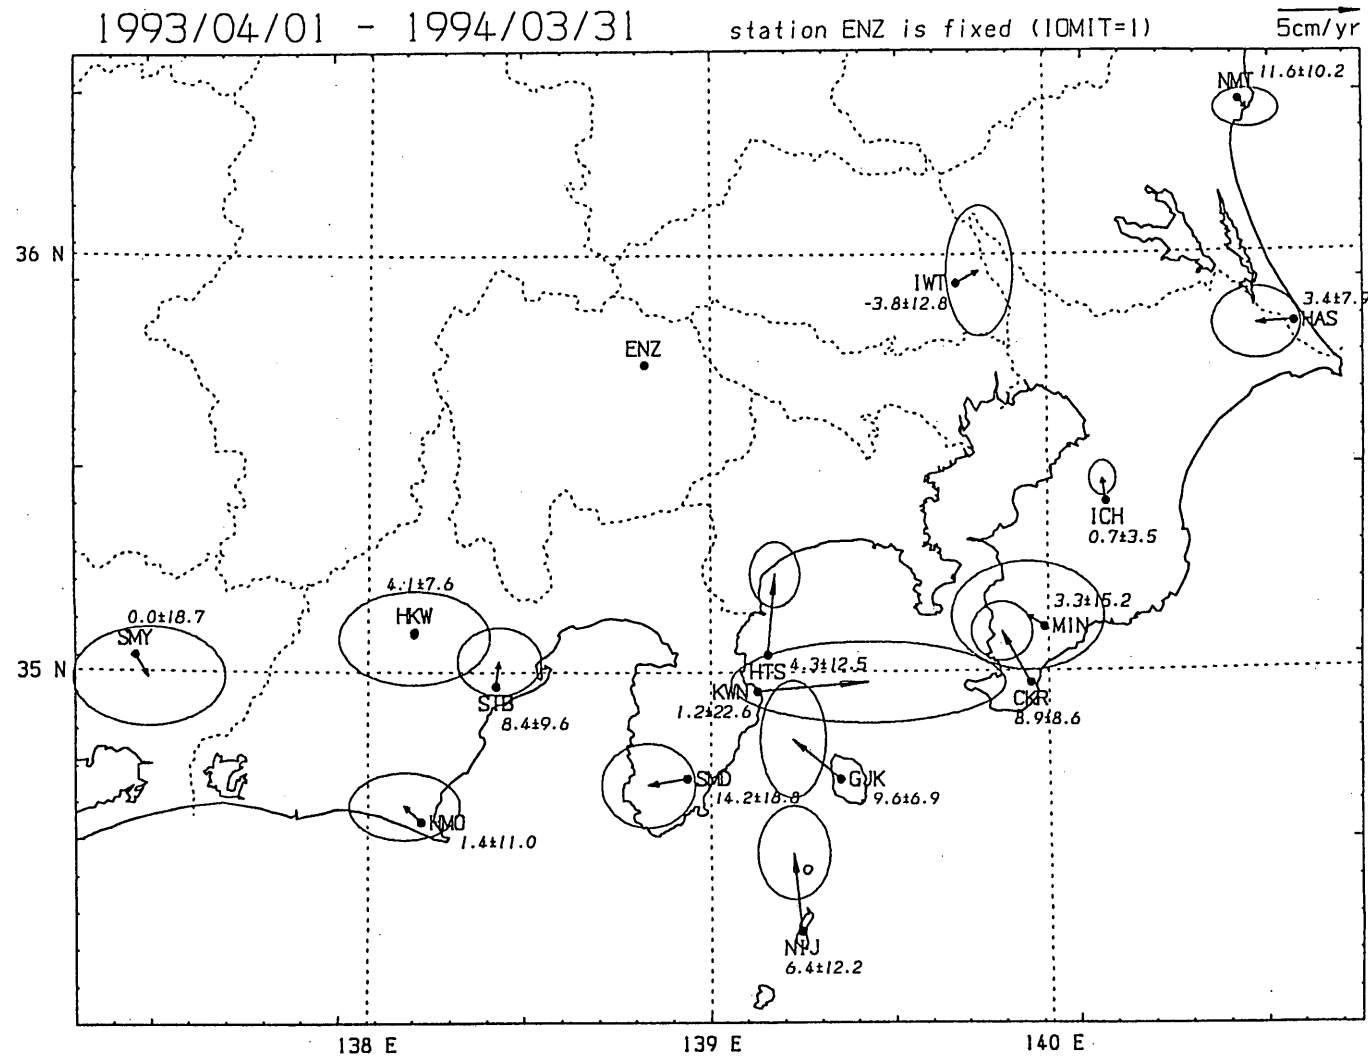 1993/04/01 - 1994/03/31
station ENZ is fixed (IOMIT=1)
5cm/yr
NMT 11.6±10.2
36 N
IWT
-3.8±12.8
3.4±7.9
HAS
ENZ
ICH
0.7±3.5
4.1±7.6
HKW
0.0±18.7
SMY
3.3±15.2
MIN
35 N
HTS 4.3±12.5
KWN
1.2±22.6
STB
8.4±9.6
CKR
8.9±8.6
SMD
14.2±18.8
GJK
9.6±6.9
KMO
1.4±11.0
NIJ
6.4±12.2
138 E
139 E
140 E